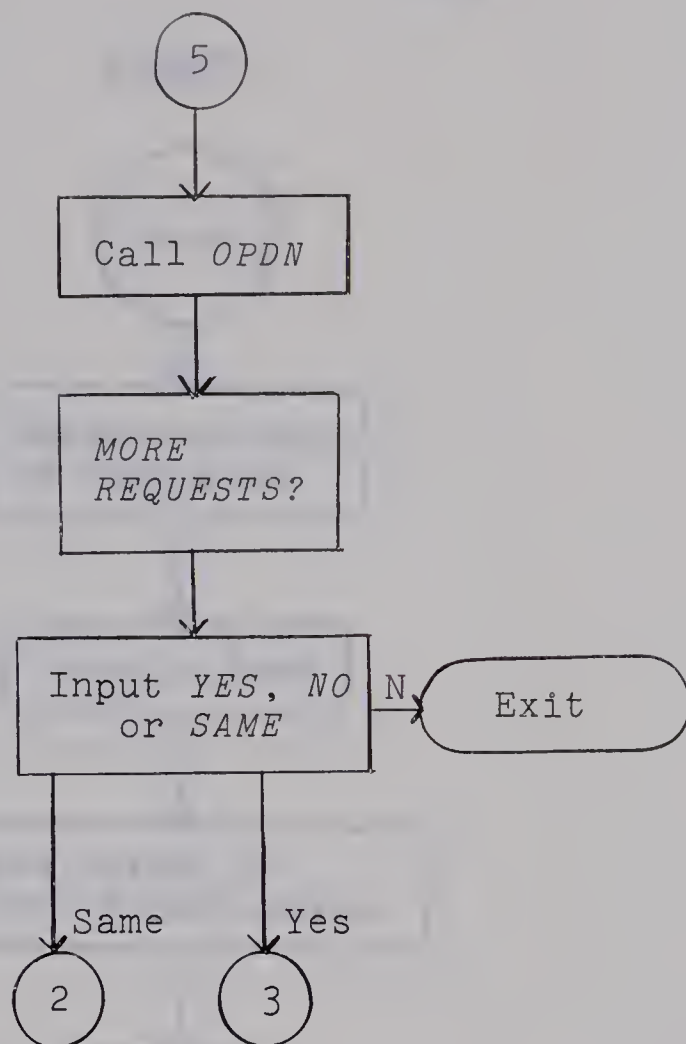 5
Call OPDN
MORE
REQUESTS?
Input YES, NO
or SAME
N
Exit
Same
Yes
2
3